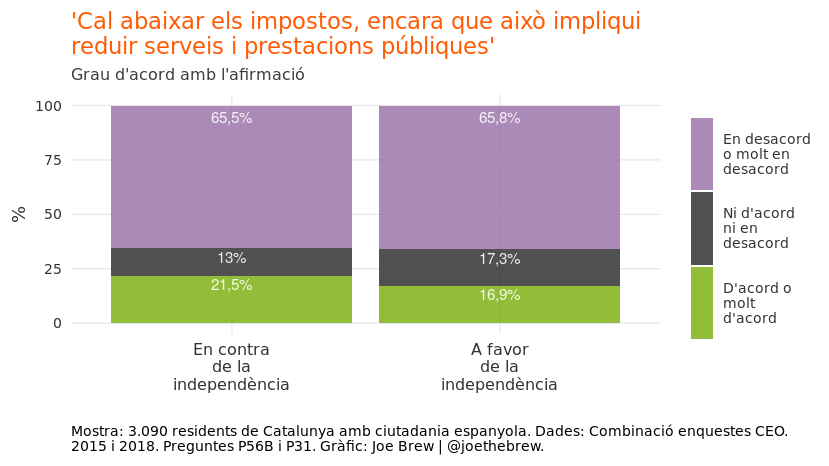 'Cal abaixar els impostos, encara que això impliqui
reduir serveis i prestacions públiques'
Grau d'acord amb l'afirmació
%
100
75
50
25
0
65,5%
13%
21,5%
65,8%
17,3%
16,9%
En contra
de la
independència
A favor
de la
independència
En desacord
o molt en
desacord
Ni d'acord
ni en
desacord
D'acord o
molt
d'acord
Mostra: 3.090 residents de Catalunya amb ciutadania espanyola. Dades: Combinació enquestes CEO.
2015 i 2018. Preguntes P56B i P31. Gràfic: Joe Brew | @joethebrew.